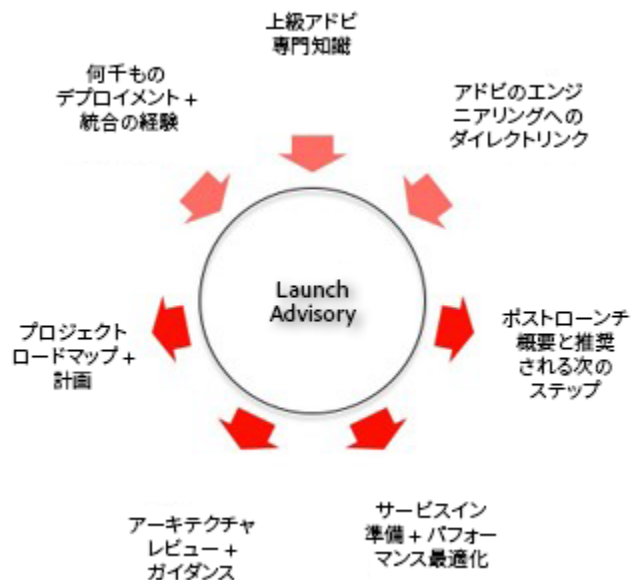 上級アドビ
専門知識
何千もの
デプロイメント +
統合の経験
アドビのエンジ
ニアリングへの
ダイレクトリンク
Launch
Advisory
プロジェクト
ロードマップ +
計画
ポストローンチ
概要と推奨
される次の
ステップ
アーキテクチャ
レビュー +
ガイダンス
サービスイン
準備 + パフォー
マンス最適化